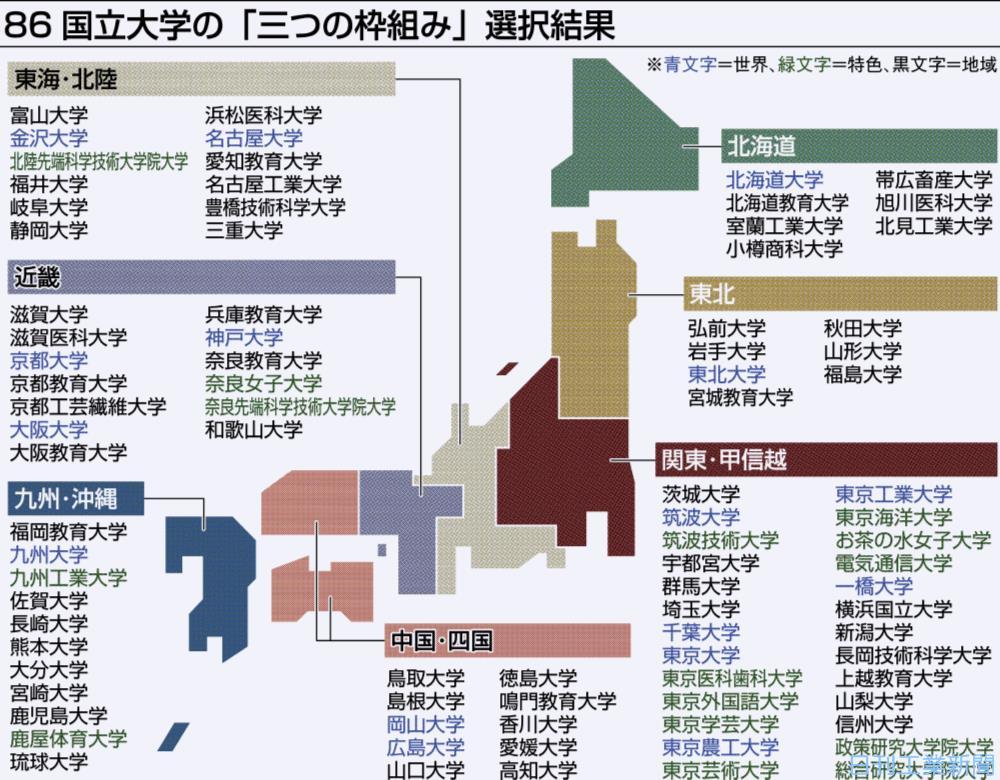 86 国立大学の「三つの枠組み」選択結果
※青文字=世界、緑文字=特色、黒文字=地域
東海・北陸
富山大学
金沢大学
北陸先端科学技術大学院大学
福井大学
岐阜大学
静岡大学
浜松医科大学
名古屋大学
愛知教育大学
名古屋工業大学
豊橋技術科学大学
三重大学
北海道
北海道大学
北海道教育大学
室蘭工業大学
小樽商科大学
帯広畜産大学
旭川医科大学
北見工業大学
近畿
滋賀大学
滋賀医科大学
京都大学
京都教育大学
京都工芸繊維大学
大阪大学
大阪教育大学
兵庫教育大学
神戸大学
奈良教育大学
奈良女子大学
奈良先端科学技術大学院大学
和歌山大学
東北
弘前大学
岩手大学
東北大学
宮城教育大学
秋田大学
山形大学
福島大学
関東・甲信越
茨城大学
筑波大学
筑波技術大学
宇都宮大学
群馬大学
埼玉大学
千葉大学
東京大学
東京医科歯科大学
東京外国語大学
東京学芸大学
東京農工大学
東京芸術大学
東京工業大学
東京海洋大学
お茶の水女子大学
電気通信大学
一橋大学
横浜国立大学
新潟大学
長岡技術科学大学
上越教育大学
山梨大学
信州大学
政策研究大学院大学
総合研究大学院大学
九州・沖縄
福岡教育大学
九州大学
九州工業大学
佐賀大学
長崎大学
熊本大学
大分大学
宮崎大学
鹿児島大学
鹿屋体育大学
琉球大学
中国・四国
鳥取大学
島根大学
岡山大学
広島大学
山口大学
徳島大学
鳴門教育大学
香川大学
愛媛大学
高知大学
日刊工業新聞